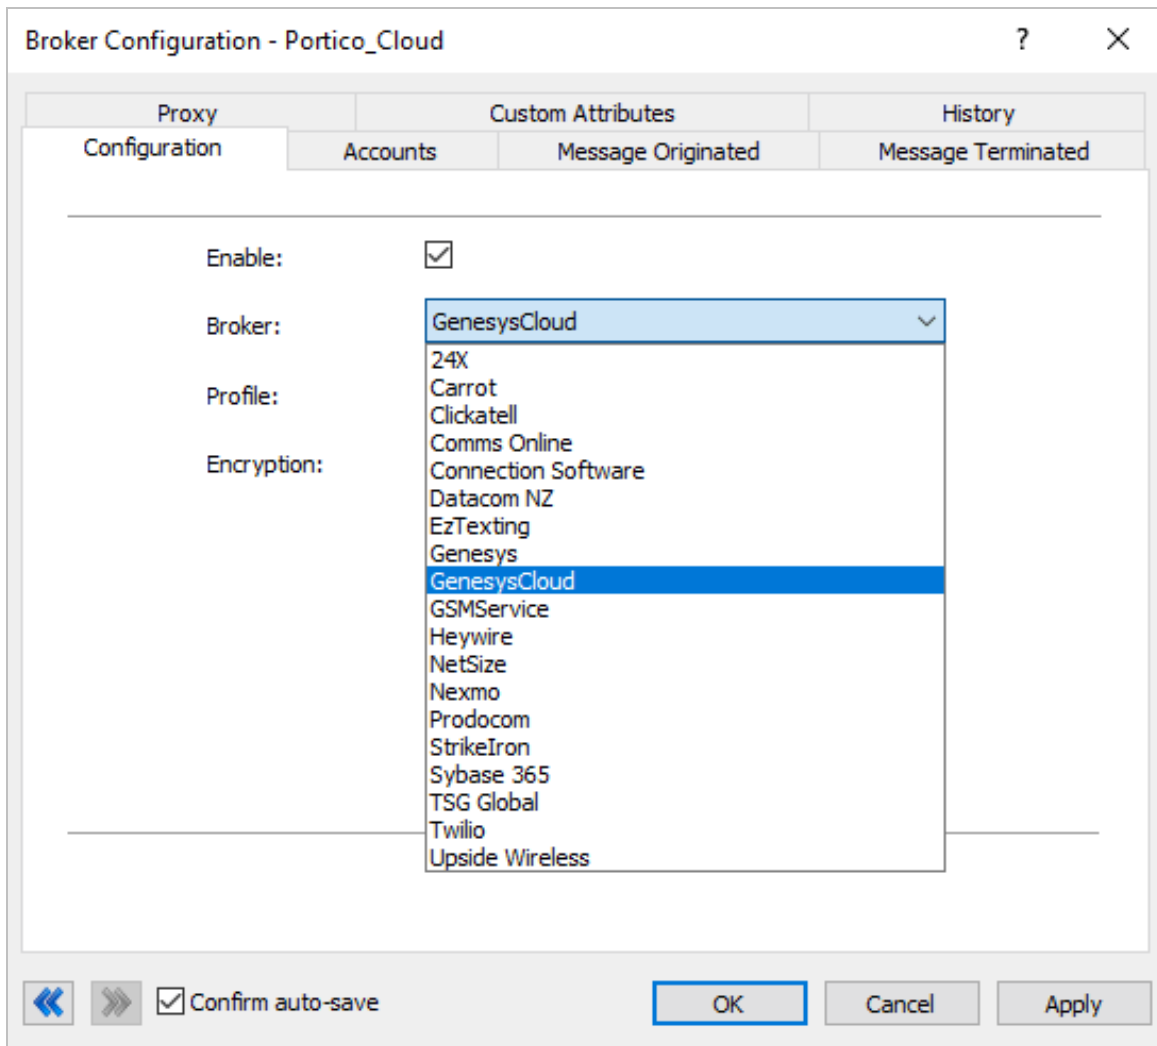 Broker Configuration - Portico_Cloud ?
Proxy Custom Attributes History
Configuration Accounts Message Originated Message Terminated
Enable:
Broker: GenesysCloud
24X
Carrot
Profile:
Clickatell
Comms Online
Encryption:
Connection Software
Datacom NZ
EzTexting
Genesys
GenesysCloud
GSMService
Heywire
NetSize
Nexmo
Prodocom
StrikeIron
Sybase 365
TSG Global
Twilio
Upside Wireless
Confirm auto-save OK Cancel Apply